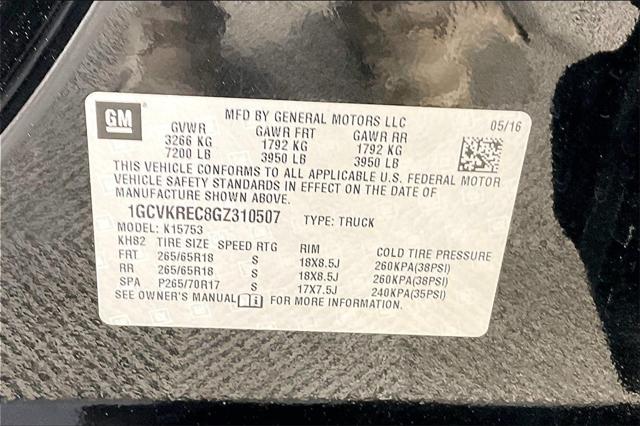 GM
MFD BY GENERAL MOTORS LLC
05/16
GVWR GAWR FRT GAWR RR
3266 KG 1792 KG 1792 KG
7200 LB 3950 LB 3950 LB
THIS VEHICLE CONFORMS TO ALL APPLICABLE U.S. FEDERAL MOTOR
VEHICLE SAFETY STANDARDS IN EFFECT ON THE DATE OF
MANUFACTURE SHOWN ABOVE.
1GCVKREC8GZ310507 TYPE: TRUCK
MODEL: K15753
KH82 TIRE SIZE SPEED RTG RIM COLD TIRE PRESSURE
FRT 265/65R18 S 18X8.5J 260KPA(38PSI)
RR 265/65R18 S 18X8.5J 260KPA(38PSI)
SPA P265/70R17 S 17X7.5J 240KPA(35PSI)
SEE OWNER'S MANUAL FOR MORE INFORMATION.